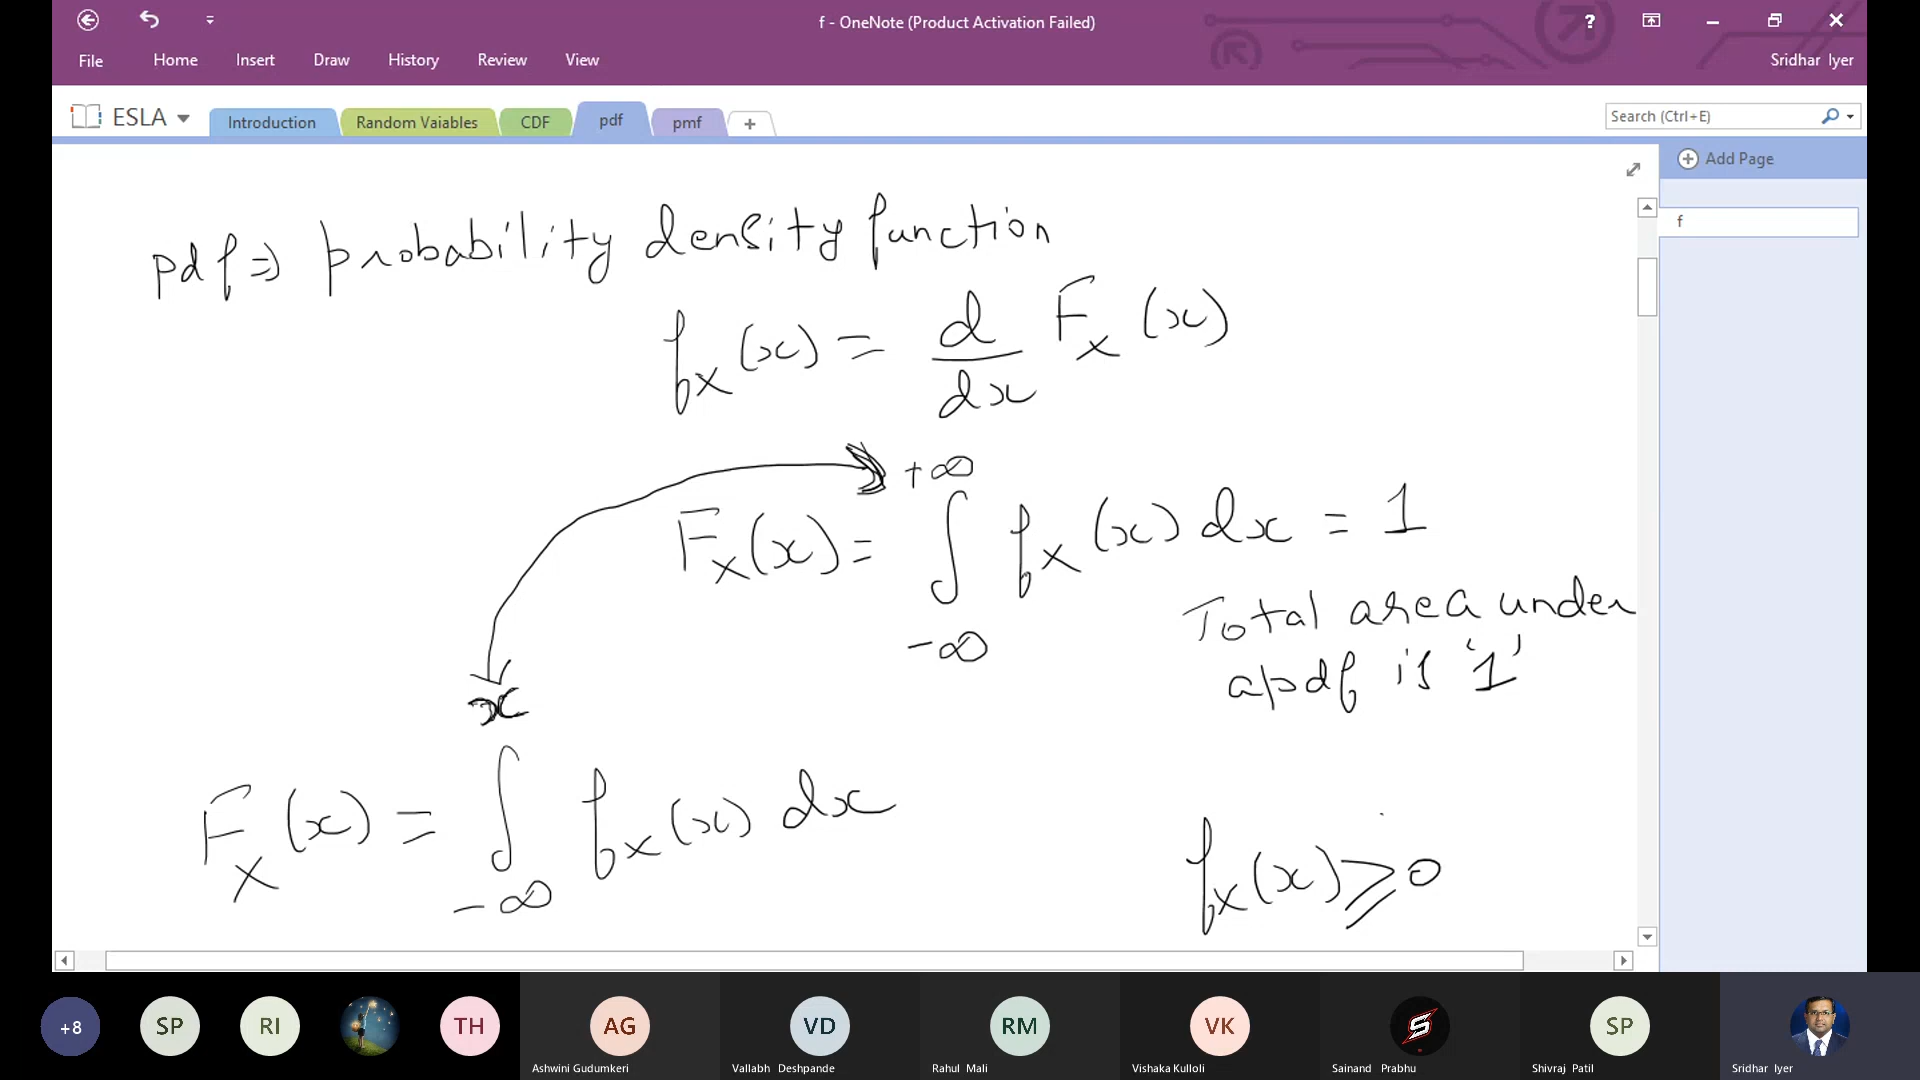 f - OneNote (Product Activation Failed)
?
File Home Insert Draw History Review View
Sridhar Iyer
ESLA Introduction Random Vaiables CDF pdf pmf +
Search (Ctrl+E)
Add Page
f
pdf => probability density function
fx (x) = d/dx Fx (x)
+∞
Fx (x) = ∫ fx (x) dx = 1
-∞
Total area under
a pdf is '1'
x
Fx (x) = ∫ fx (x) dx
-∞
fx (x) ≥ 0
+8 SP RI TH AG VD RM VK S SP
Ashwini Gudumkeri Vallabh Deshpande Rahul Mali Vishaka Kulloli Sainand Prabhu Shivraj Patil Sridhar Iyer